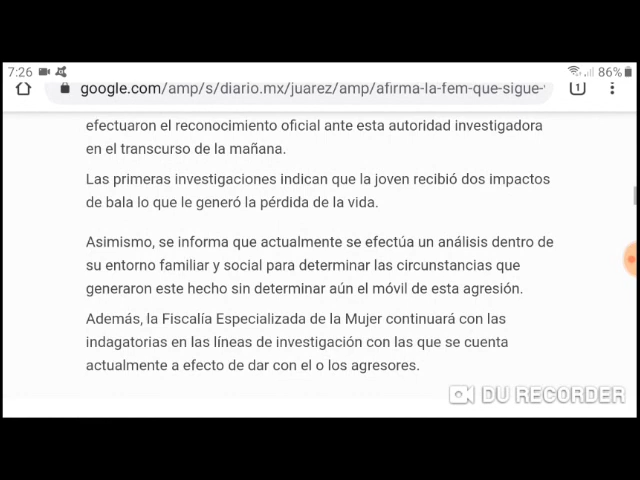 7:26
86%
google.com/amp/s/diario.mx/juarez/amp/afirma-la-fem-que-sigue-
1
efectuaron el reconocimiento oficial ante esta autoridad investigadora
en el transcurso de la mañana.
Las primeras investigaciones indican que la joven recibió dos impactos
de bala lo que le generó la pérdida de la vida.
Asimismo, se informa que actualmente se efectúa un análisis dentro de
su entorno familiar y social para determinar las circunstancias que
generaron este hecho sin determinar aún el móvil de esta agresión.
Además, la Fiscalía Especializada de la Mujer continuará con las
indagatorias en las líneas de investigación con las que se cuenta
actualmente a efecto de dar con el o los agresores.
DU RECORDER